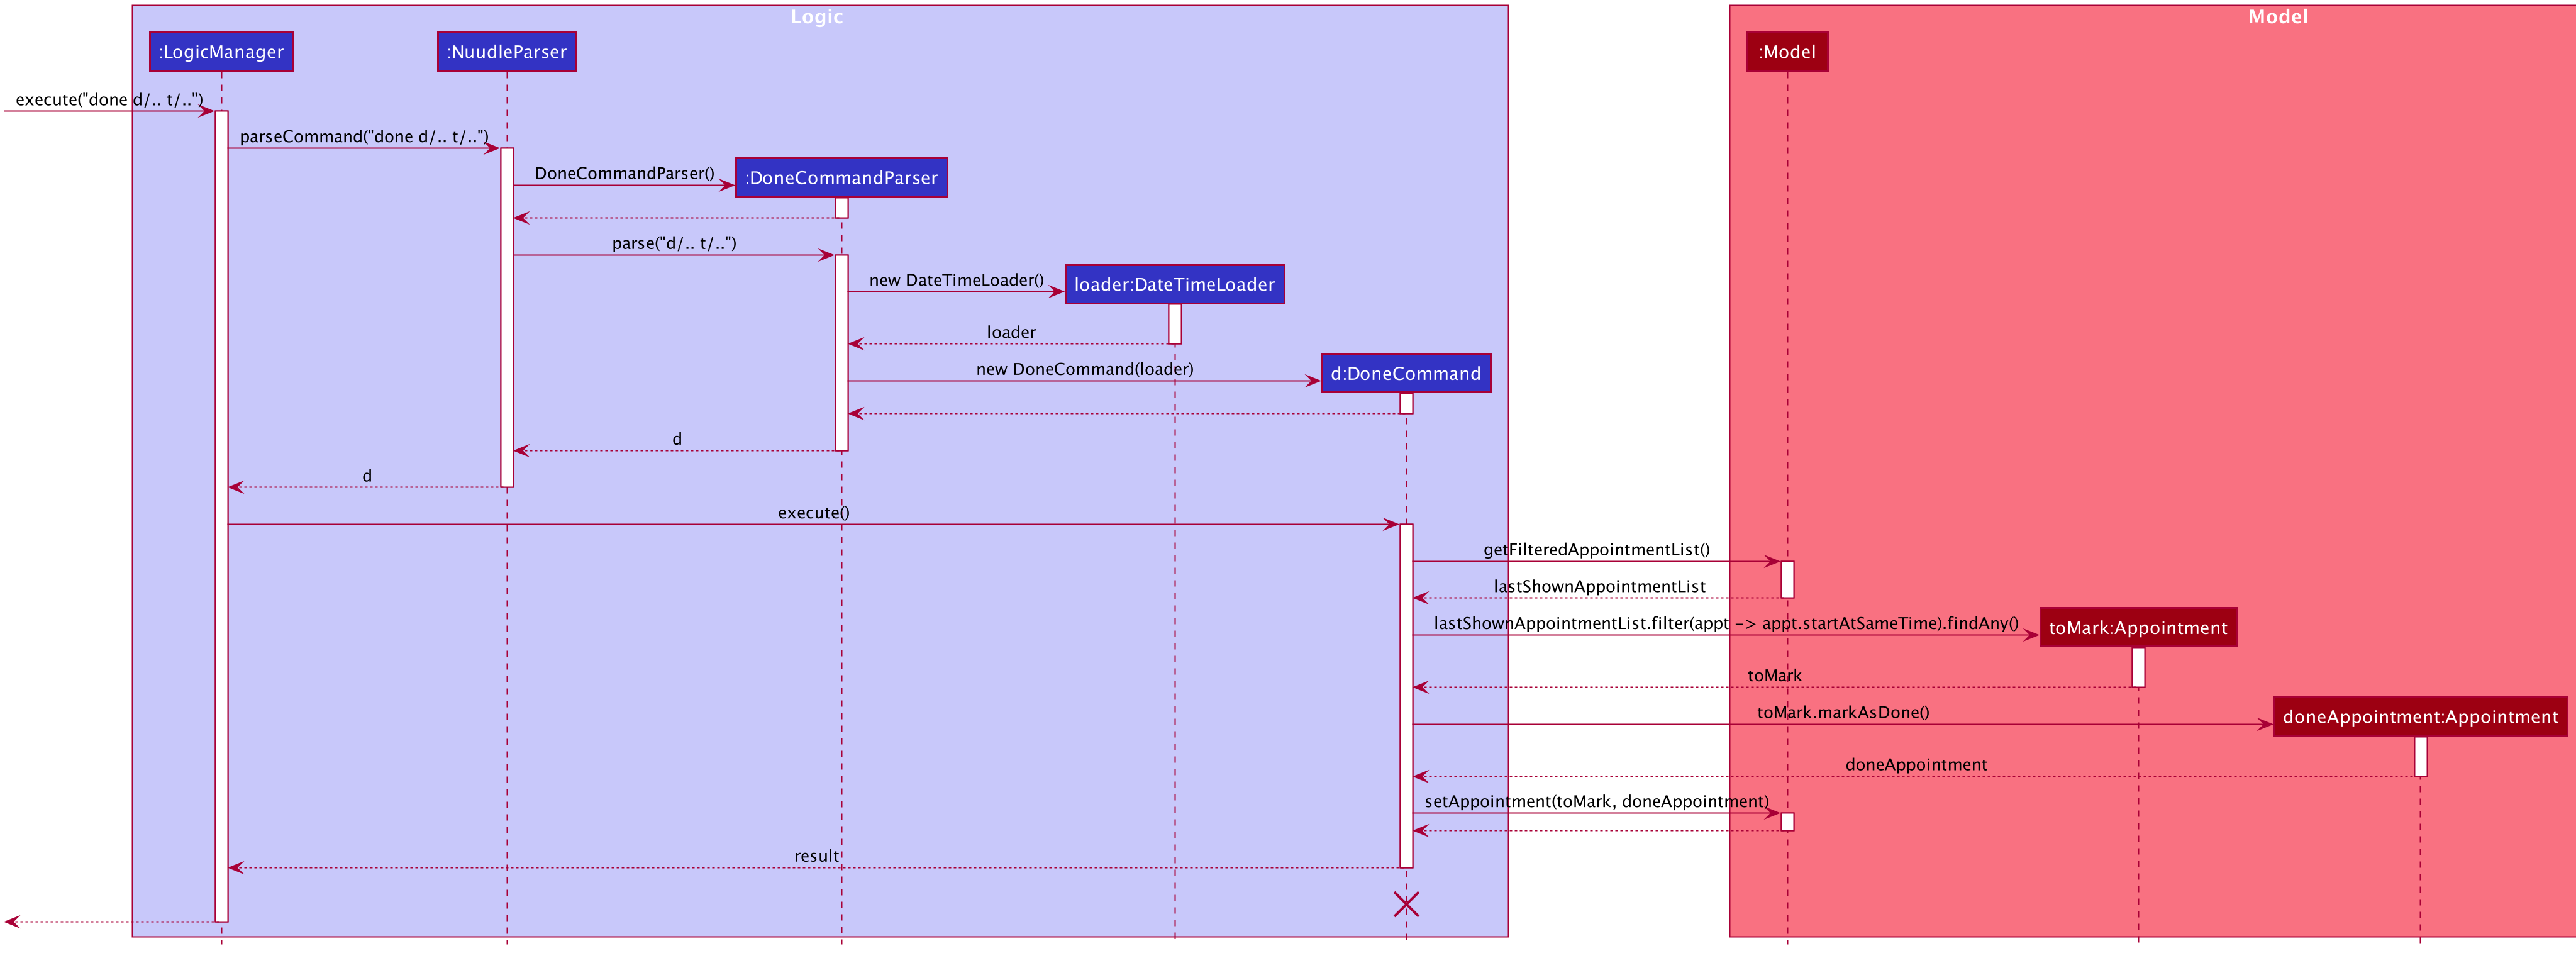 Logic
Model
:LogicManager
:NuudleParser
:Model
execute("done d/.. t/..")
parseCommand("done d/.. t/..")
DoneCommandParser()
:DoneCommandParser
parse("d/.. t/..")
new DateTimeLoader()
loader:DateTimeLoader
loader
new DoneCommand(loader)
d:DoneCommand
d
d
execute()
getFilteredAppointmentList()
lastShownAppointmentList
lastShownAppointmentList.filter(appt -> appt.startAtSameTime).findAny()
toMark:Appointment
toMark
toMark.markAsDone()
doneAppointment:Appointment
doneAppointment
setAppointment(toMark, doneAppointment)
result